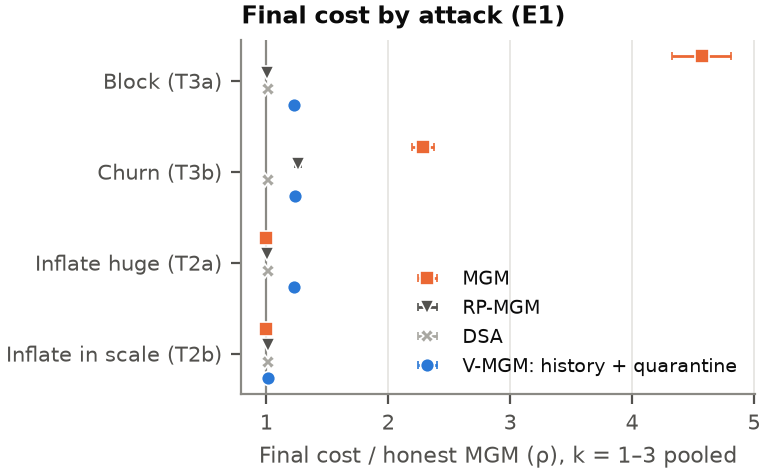 Final cost by attack (E1)
Block (T3a)
Churn (T3b)
Inflate huge (T2a)
Inflate in scale (T2b)
MGM
RP-MGM
DSA
V-MGM: history + quarantine
1 2 3 4 5
Final cost / honest MGM (ρ), k = 1–3 pooled